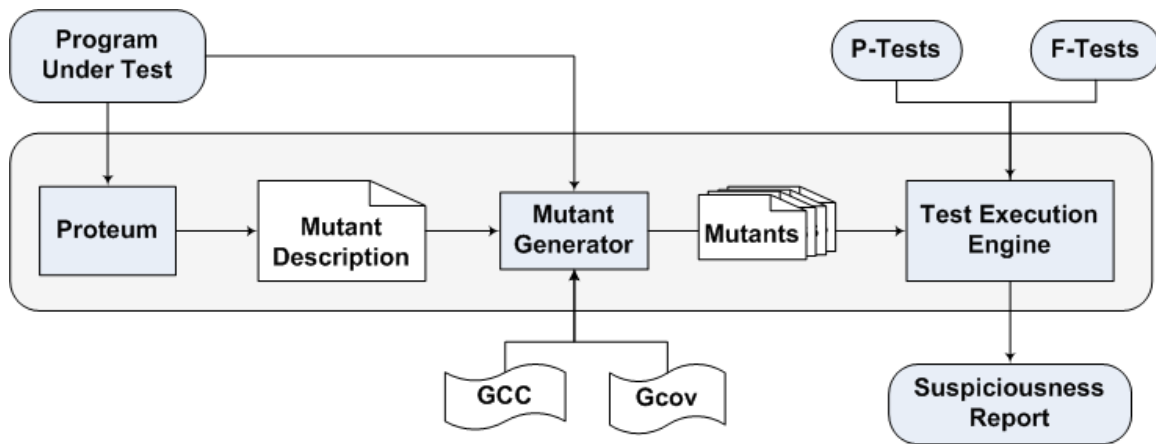 Program
Under Test
P-Tests
F-Tests
Proteum
Mutant
Description
Mutant
Generator
Mutants
Test Execution
Engine
GCC
Gcov
Suspiciousness
Report